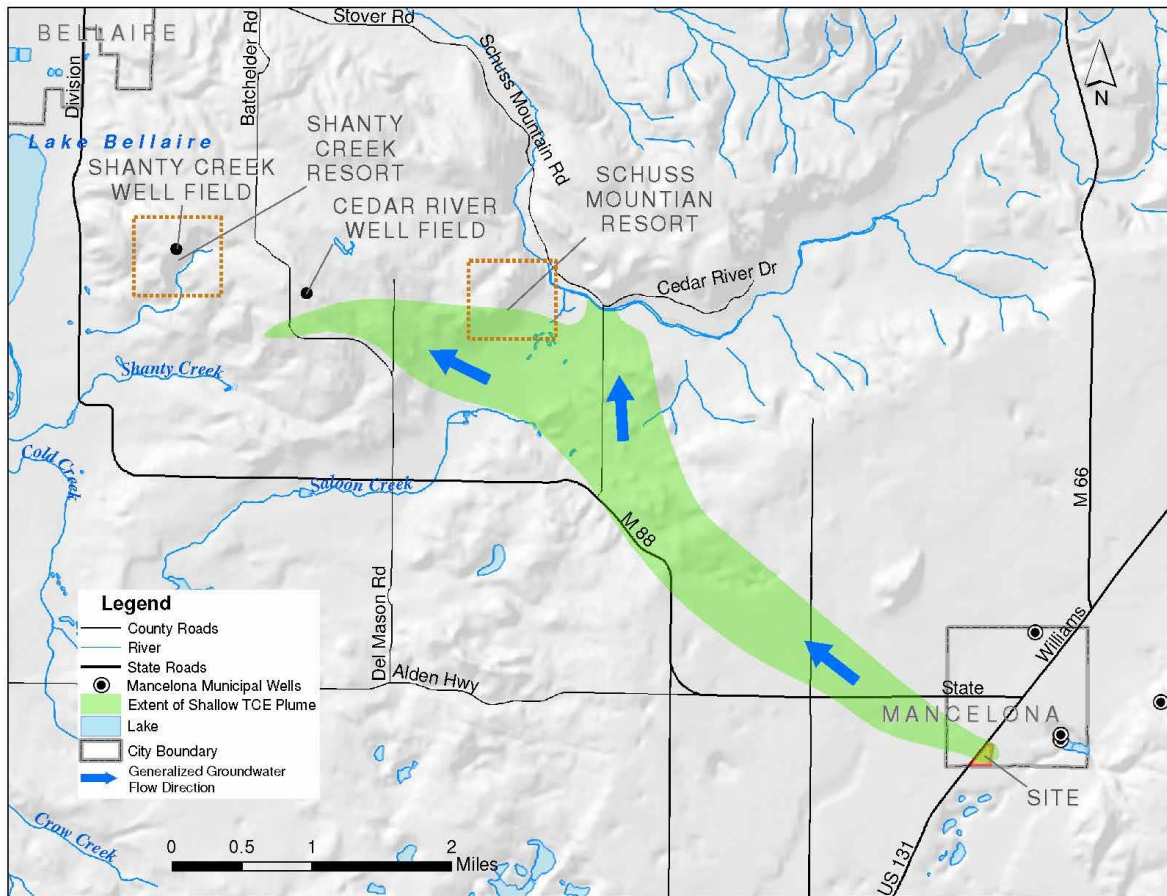 BELLAIRE
Stover Rd
Division
Batchelder Rd
Schuss Mountain Rd
N
Lake Bellaire
SHANTY CREEK
WELL FIELD
SHANTY
CREEK
RESORT
CEDAR RIVER
WELL FIELD
SCHUSS
MOUNTIAN
RESORT
Cedar River Dr
Shanty Creek
Cold Creek
Saloon Creek
M 88
M 66
Del Mason Rd
Alden Hwy
Williams
State
MANCELONA
SITE
US 131
Crow Creek
Legend
County Roads
River
State Roads
Mancelona Municipal Wells
Extent of Shallow TCE Plume
Lake
City Boundary
Generalized Groundwater
Flow Direction
0 0.5 1 2
Miles